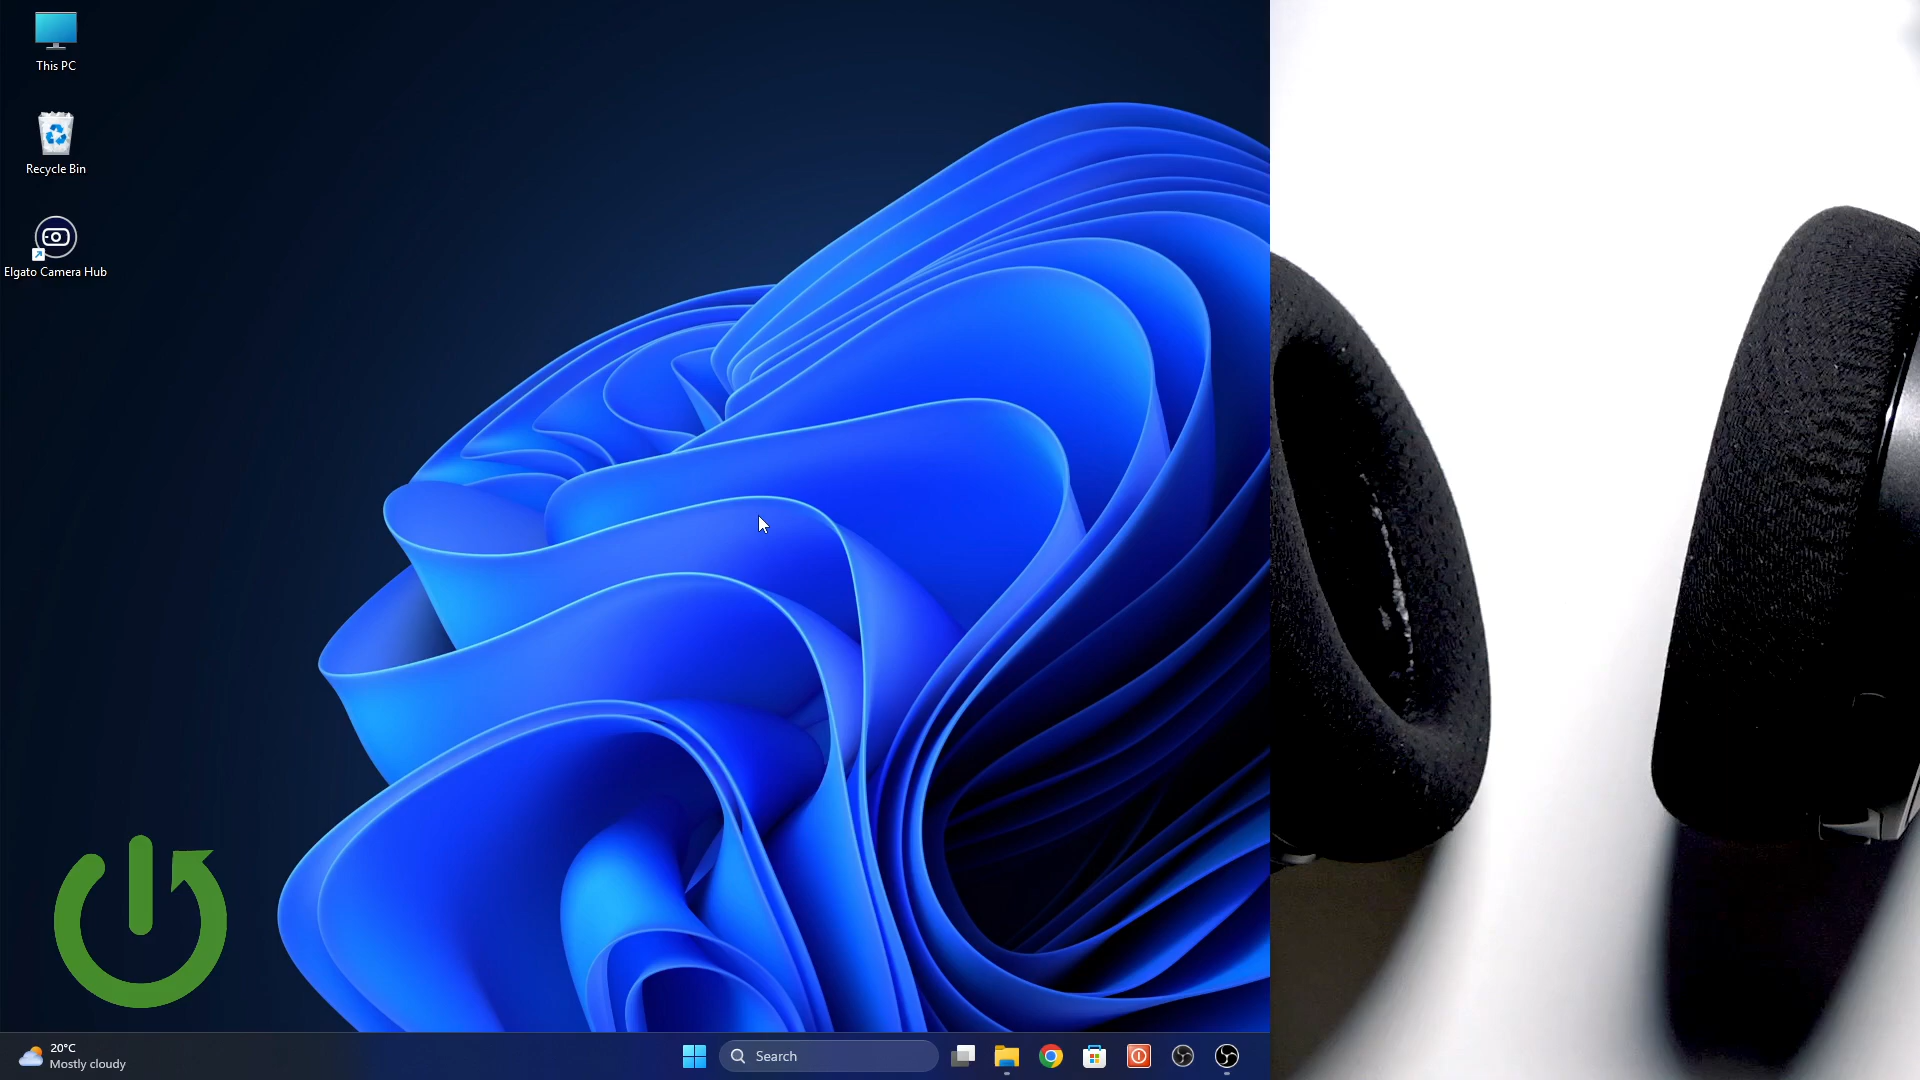 This PC
Recycle Bin
Elgato Camera Hub
20°C
Mostly cloudy
Search